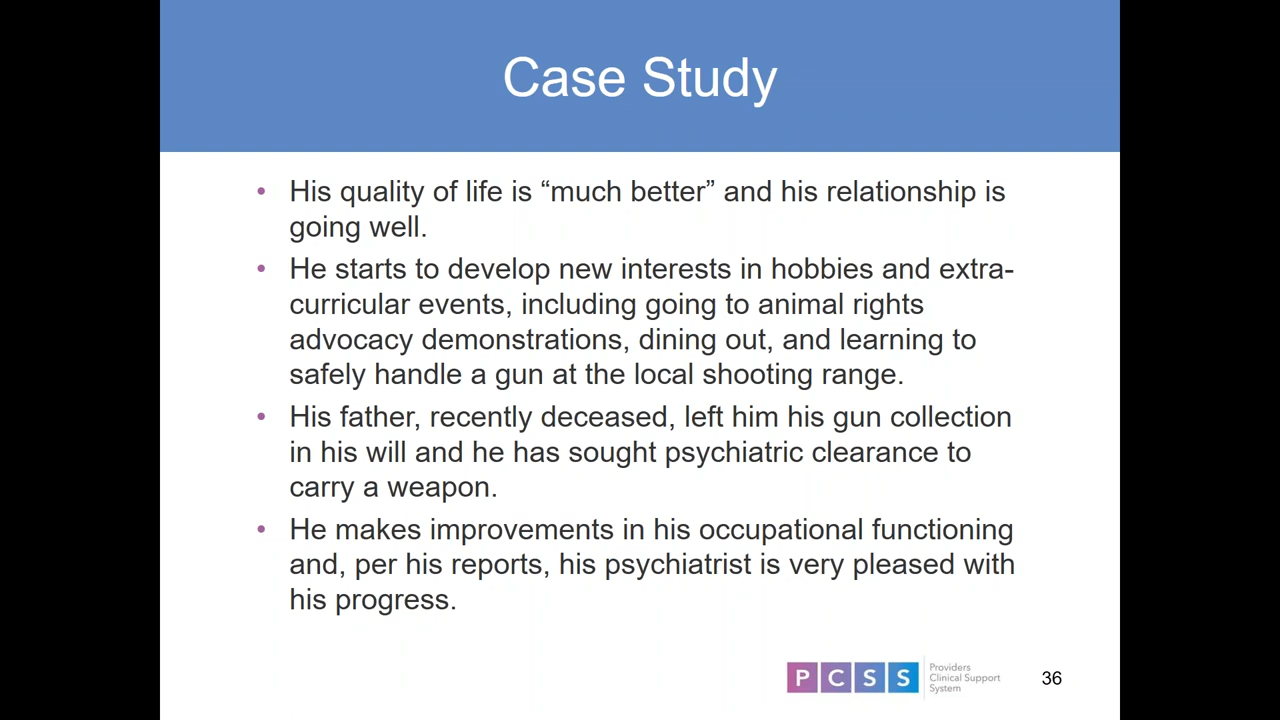 Case Study
• His quality of life is “much better” and his relationship is
going well.
• He starts to develop new interests in hobbies and extra-
curricular events, including going to animal rights
advocacy demonstrations, dining out, and learning to
safely handle a gun at the local shooting range.
• His father, recently deceased, left him his gun collection
in his will and he has sought psychiatric clearance to
carry a weapon.
• He makes improvements in his occupational functioning
and, per his reports, his psychiatrist is very pleased with
his progress.
PCSS
Providers
Clinical Support
System
36